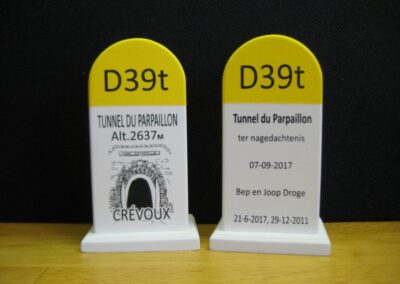 D39t
TUNNEL DU PARPAILLON
Alt.2637M
CRÉVOUX
D39t
Tunnel du Parpaillon
ter nagedachtenis
07-09-2017
Bep en Joop Droge
21-6-2017, 29-12-2011